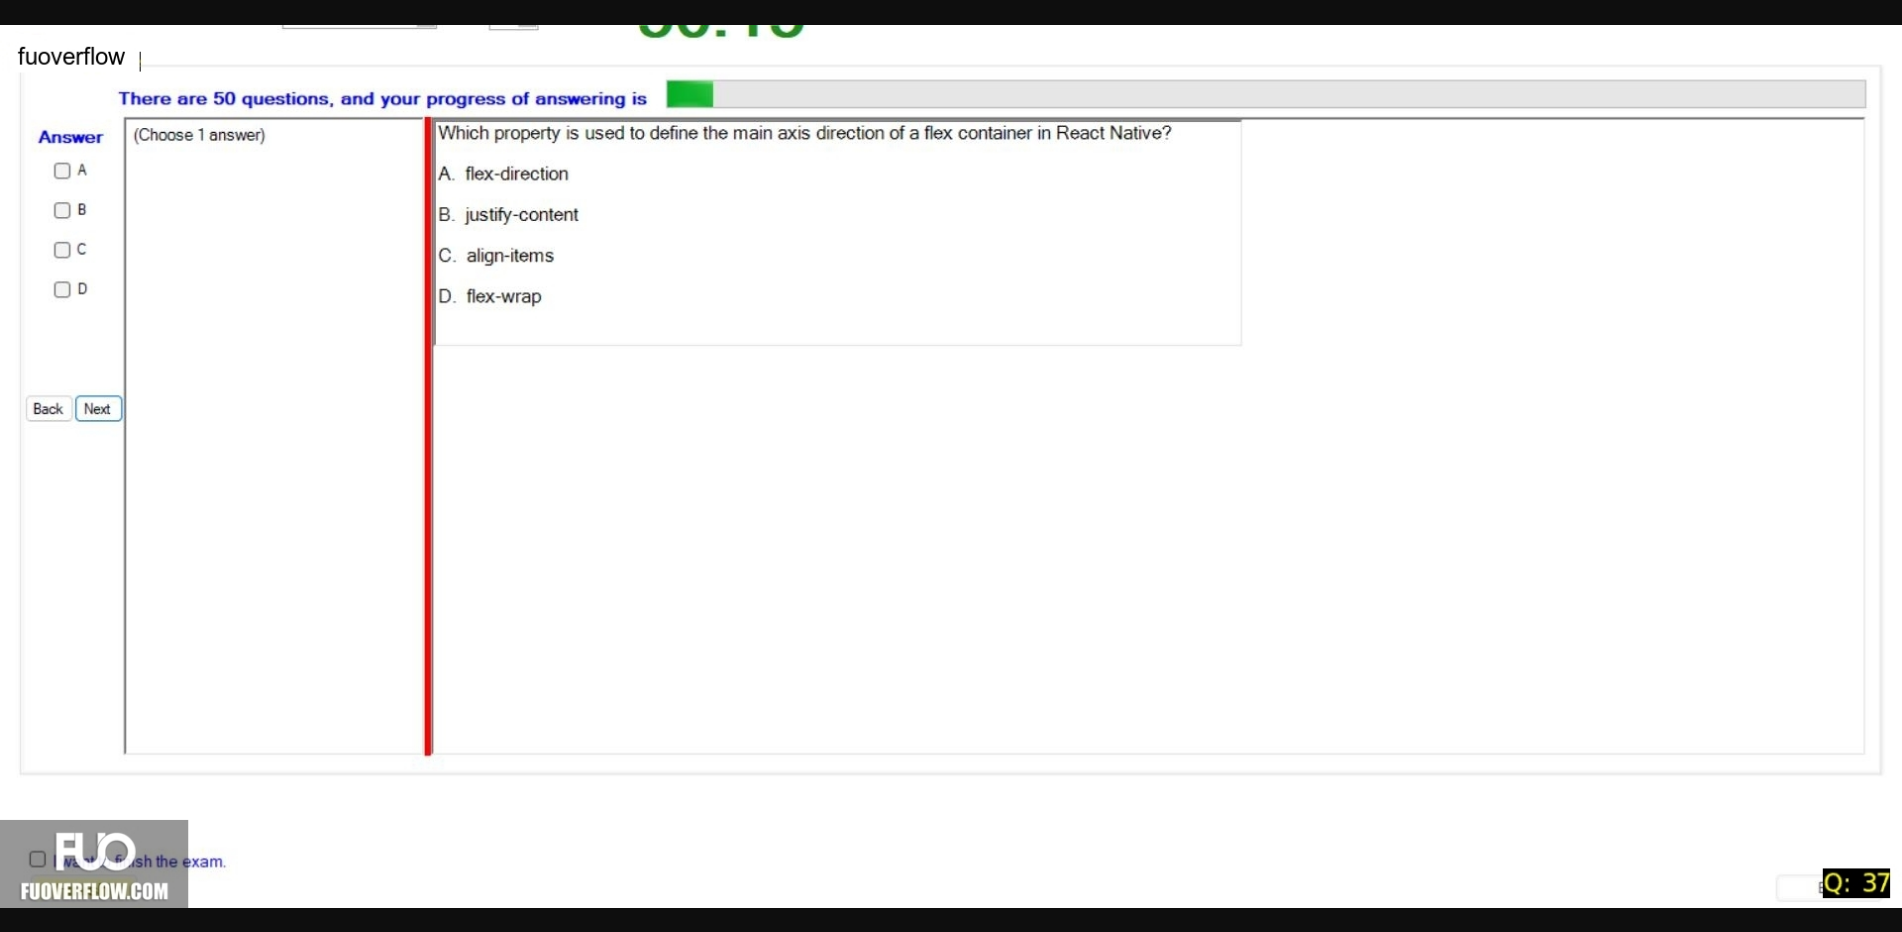 fuoverflow
There are 50 questions, and your progress of answering is
Answer
(Choose 1 answer)
A
B
C
D
Back
Next
Which property is used to define the main axis direction of a flex container in React Native?
A. flex-direction
B. justify-content
C. align-items
D. flex-wrap
FUO
the exam.
FUOVERFLOW.COM
Q: 37